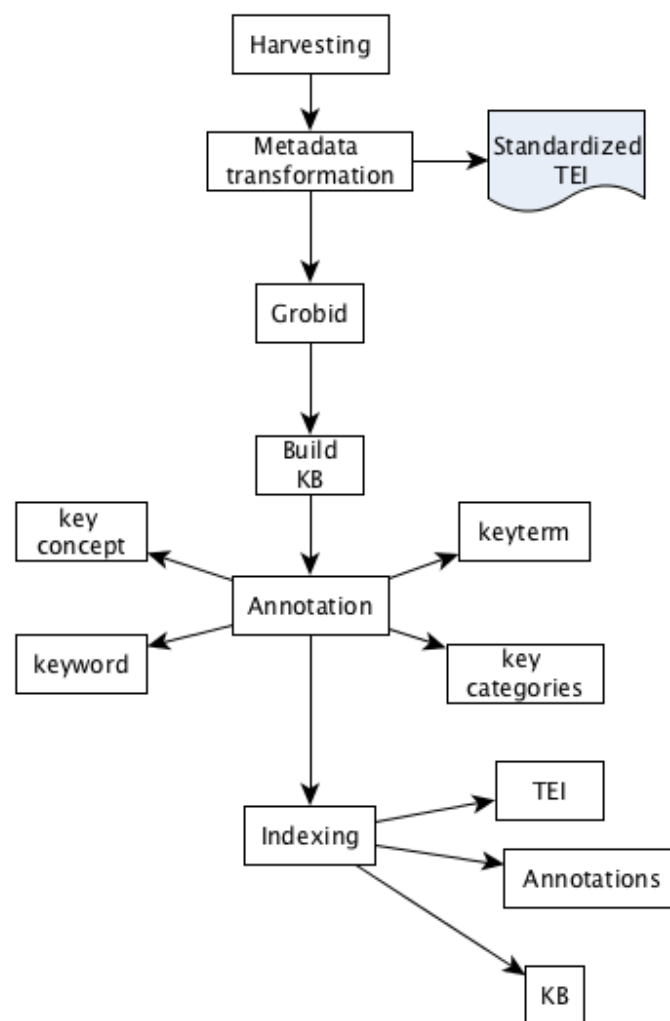 Harvesting
Metadata
transformation
Standardized
TEI
Grobid
Build
KB
key
concept
keyterm
Annotation
keyword
key
categories
TEI
Indexing
Annotations
KB